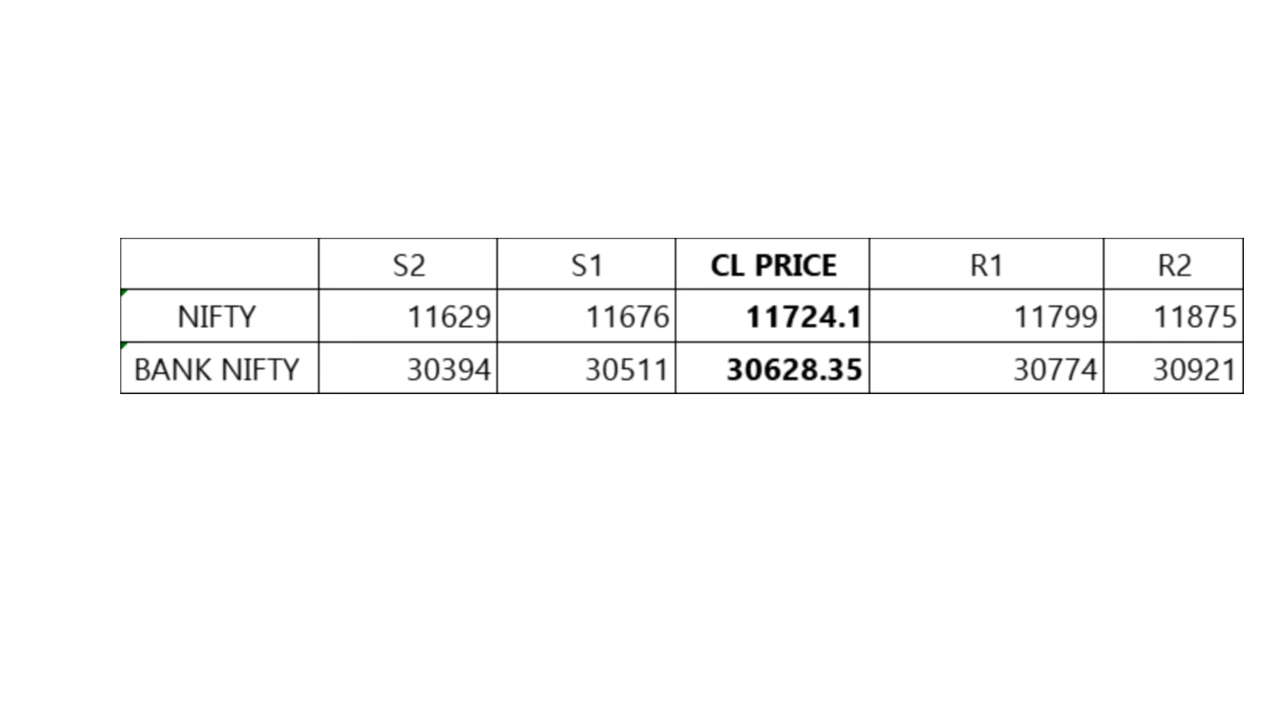 S2 S1 CL PRICE R1 R2
NIFTY 11629 11676 11724.1 11799 11875
BANK NIFTY 30394 30511 30628.35 30774 30921